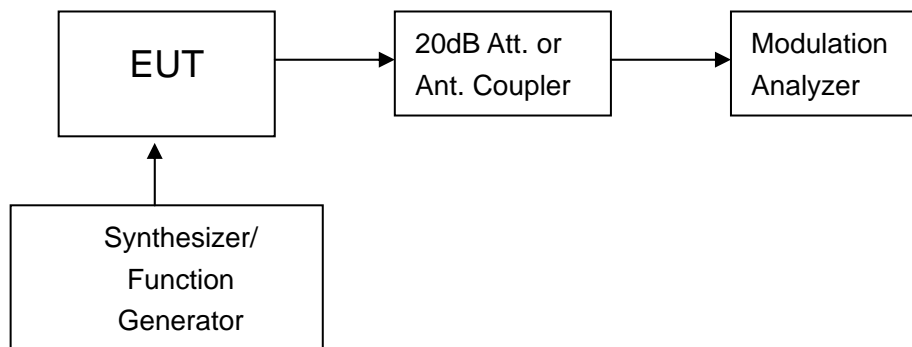 EUT
20dB Att. or
Ant. Coupler
Modulation
Analyzer
Synthesizer/
Function
Generator